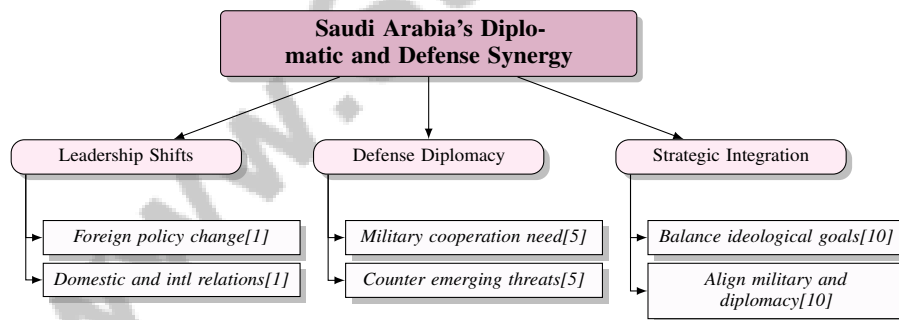 Saudi Arabia's Diplo-
matic and Defense Synergy
Leadership Shifts
Defense Diplomacy
Strategic Integration
Foreign policy change[1]
Military cooperation need[5]
Balance ideological goals[10]
Domestic and intl relations[1]
Counter emerging threats[5]
Align military and
diplomacy[10]